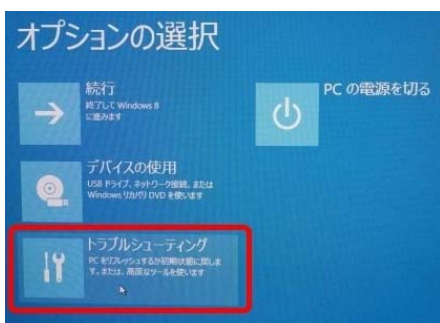 オプションの選択
続行
終了して Windows 8
に進みます
PC の電源を切る
デバイスの使用
USB ドライブ、ネットワーク接続、または
Windows リカバリ DVD を使います
トラブルシューティング
PC をリフレッシュするか初期状態に戻しま
す。または、高度なツールを使います